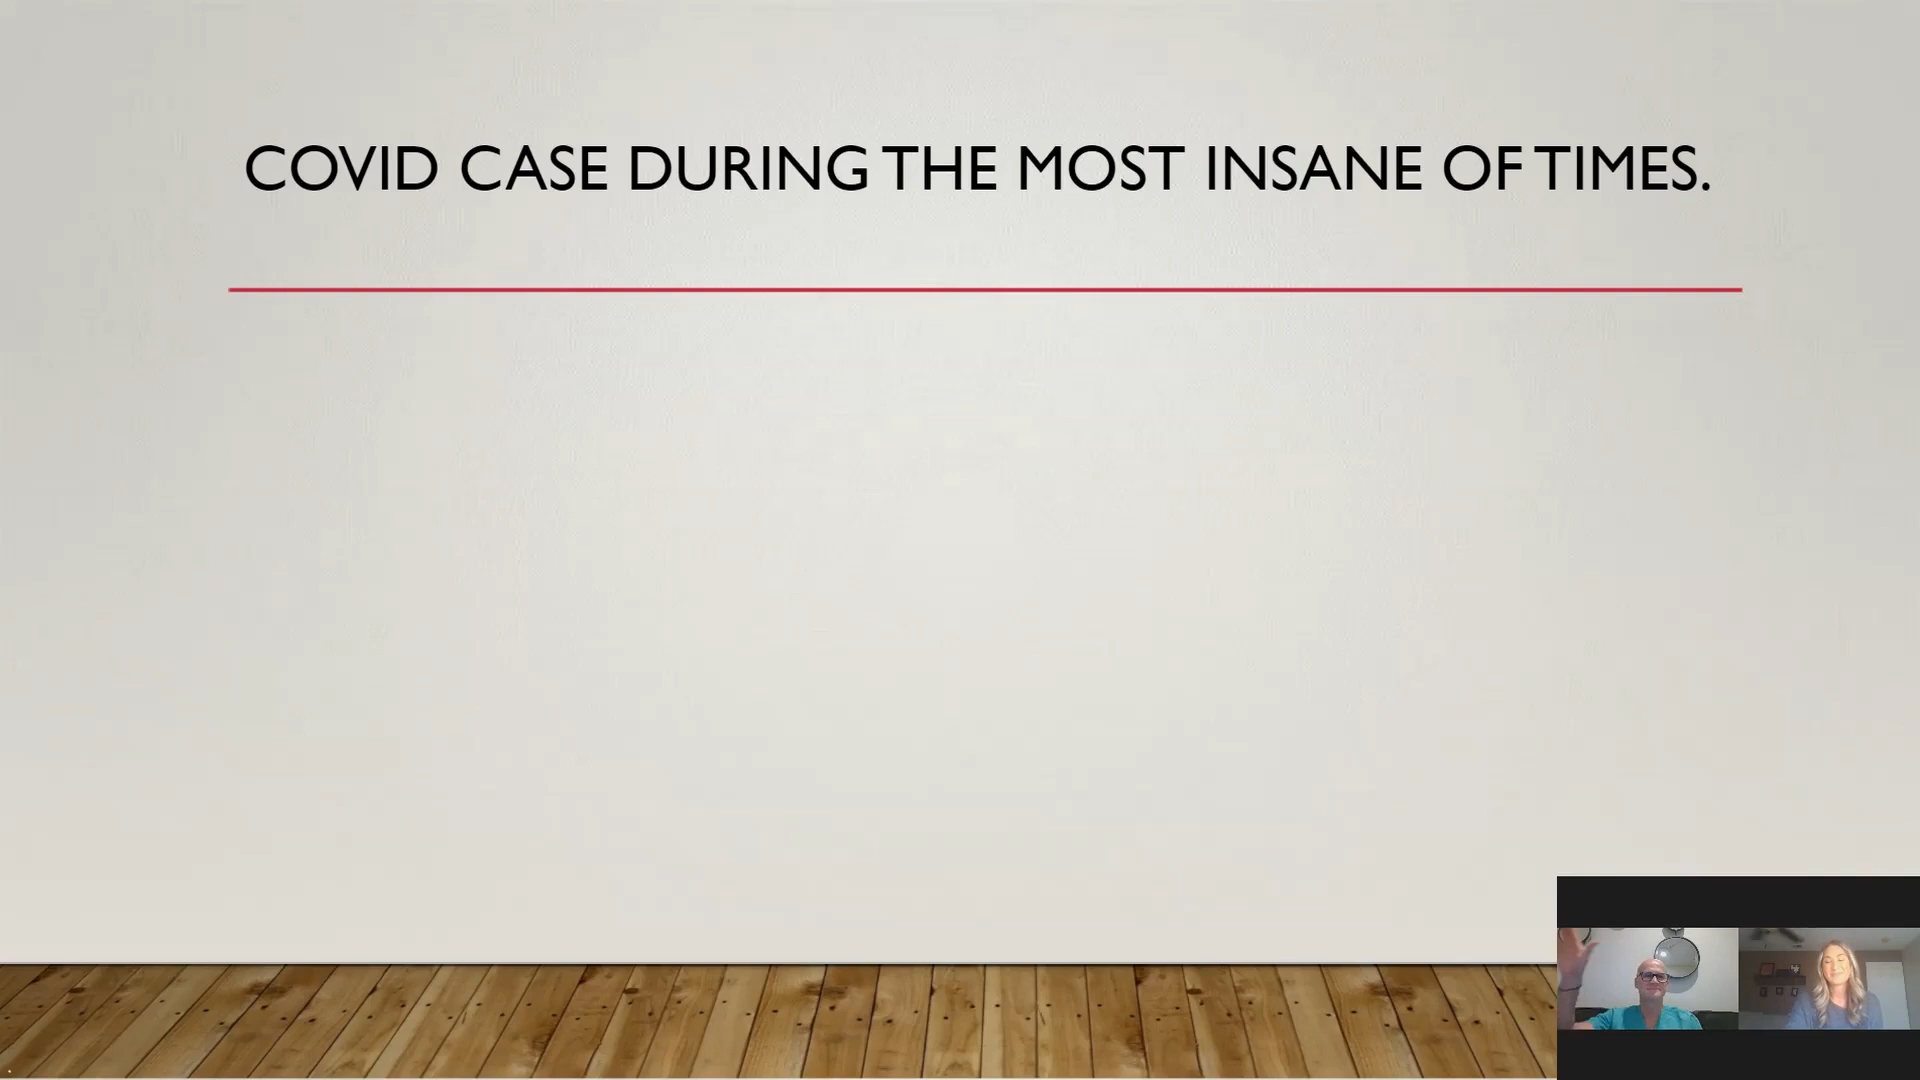 COVID CASE DURING THE MOST INSANE OF TIMES.